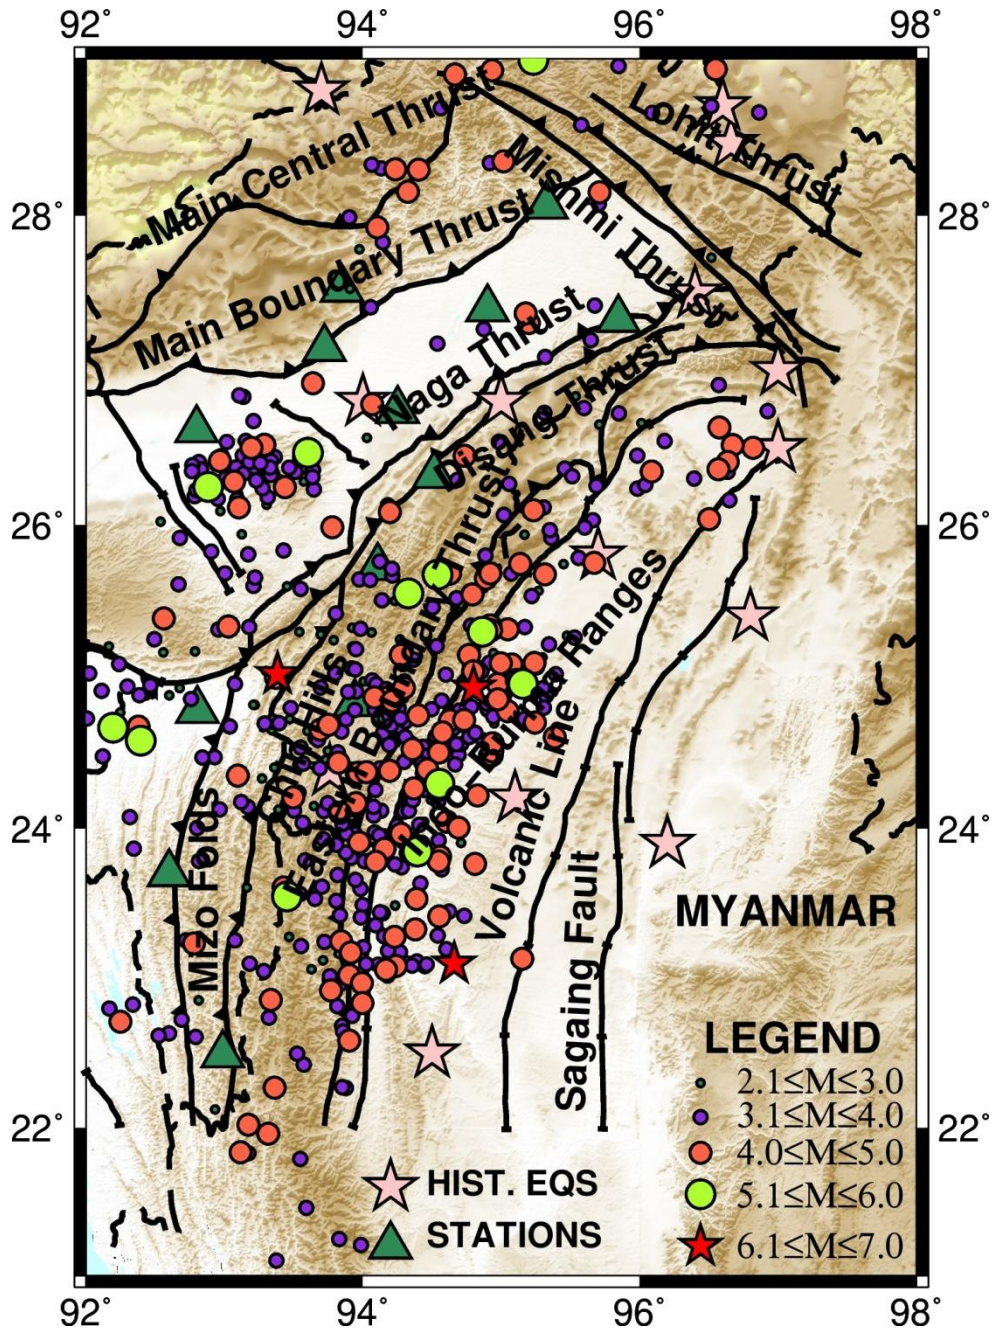 92° 94° 96° 98°
Main Central Thrust
Lohit Thrust
Mishmi Thrust
28° 28°
Main Boundary Thrust
Naga Thrust
Disang Thrust
26° 26°
Eastern Boundary Thrust
Chin Hills
Indo-Burma Ranges
Volcanic Line
24° 24°
Mizo Folds
Sagaing Fault
MYANMAR
LEGEND
2.1≤M≤3.0
3.1≤M≤4.0
4.0≤M≤5.0
5.1≤M≤6.0
6.1≤M≤7.0
22° 22°
HIST. EQS
STATIONS
92° 94° 96° 98°